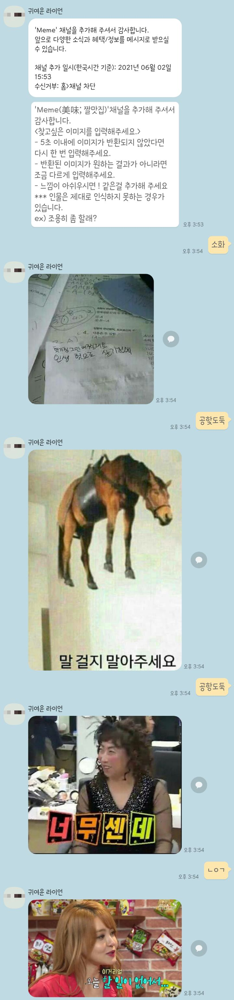 귀여운 라이언
'Meme' 채널을 추가해 주셔서 감사합니다.
앞으로 다양한 소식과 혜택/정보를 메시지로 받으실
수 있습니다.
채널 추가 일시(한국시간 기준): 2021년 06월 02일
15:53
수신거부: 홈>채널 차단
'Meme(美味; 짤맛집)'채널을 추가해 주셔서
감사합니다.
<찾고싶은 이미지를 입력해주세요.>
- 5초 이내에 이미지가 반환되지 않았다면
다시 한 번 입력해주세요.
- 반환된 이미지가 원하는 결과가 아니라면
조금 다르게 입력해주세요.
- 느낌이 아쉬우시면 ! 같은걸 추가해 주세요
*** 인물은 제대로 인식하지 못하는 경우가
있습니다.
ex) 조용히 좀 할래?
오후 3:53
소화
오후 3:54
귀여운 라이언
3.
4.
인생 헛으로 살기전에
오후 3:54
공핯도둑
오후 3:54
귀여운 라이언
말 걸지 말아주세요
오후 3:54
공항도둑
오후 3:54
귀여운 라이언
너무센데
오후 3:54
ㄴㅇㄱ
오후 3:54
귀여운 라이언
mbc
라면
이거리얼
오늘 할 일이 없어서...
오후 3:54